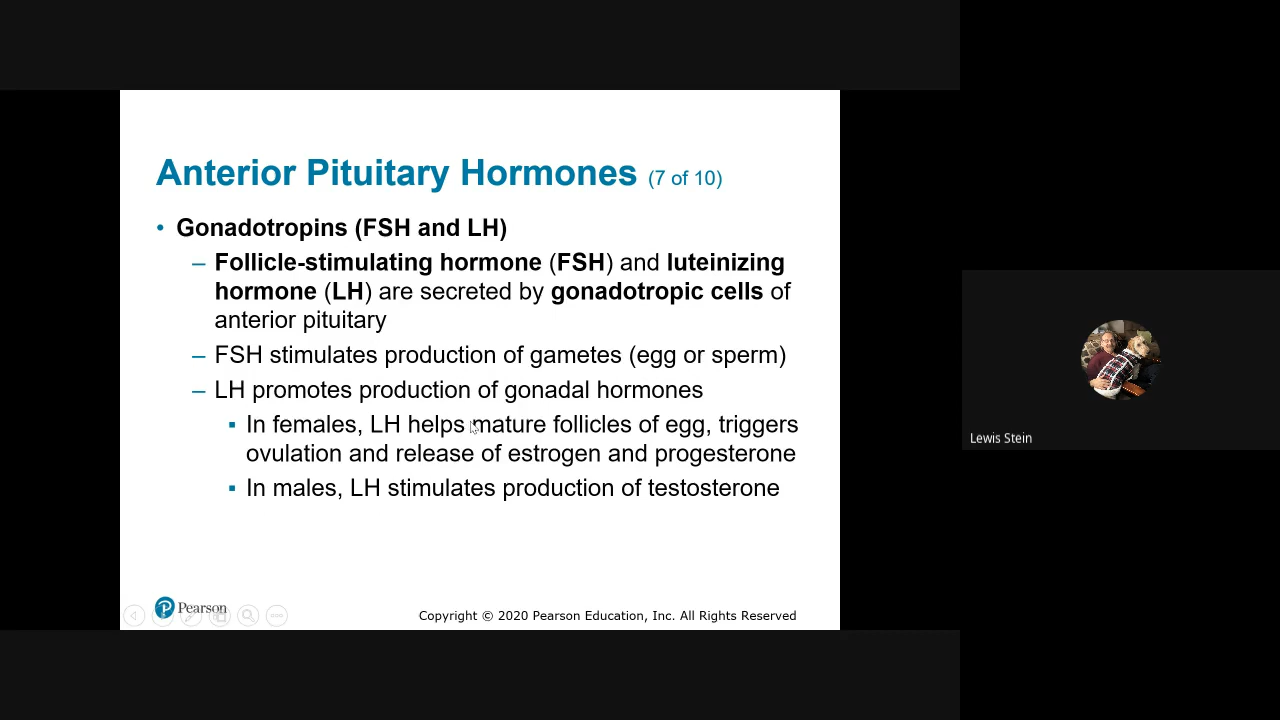 Anterior Pituitary Hormones (7 of 10)
• Gonadotropins (FSH and LH)
– Follicle-stimulating hormone (FSH) and luteinizing
hormone (LH) are secreted by gonadotropic cells of
anterior pituitary
– FSH stimulates production of gametes (egg or sperm)
– LH promotes production of gonadal hormones
▪ In females, LH helps mature follicles of egg, triggers
ovulation and release of estrogen and progesterone
▪ In males, LH stimulates production of testosterone
Pearson
Copyright © 2020 Pearson Education, Inc. All Rights Reserved
Lewis Stein